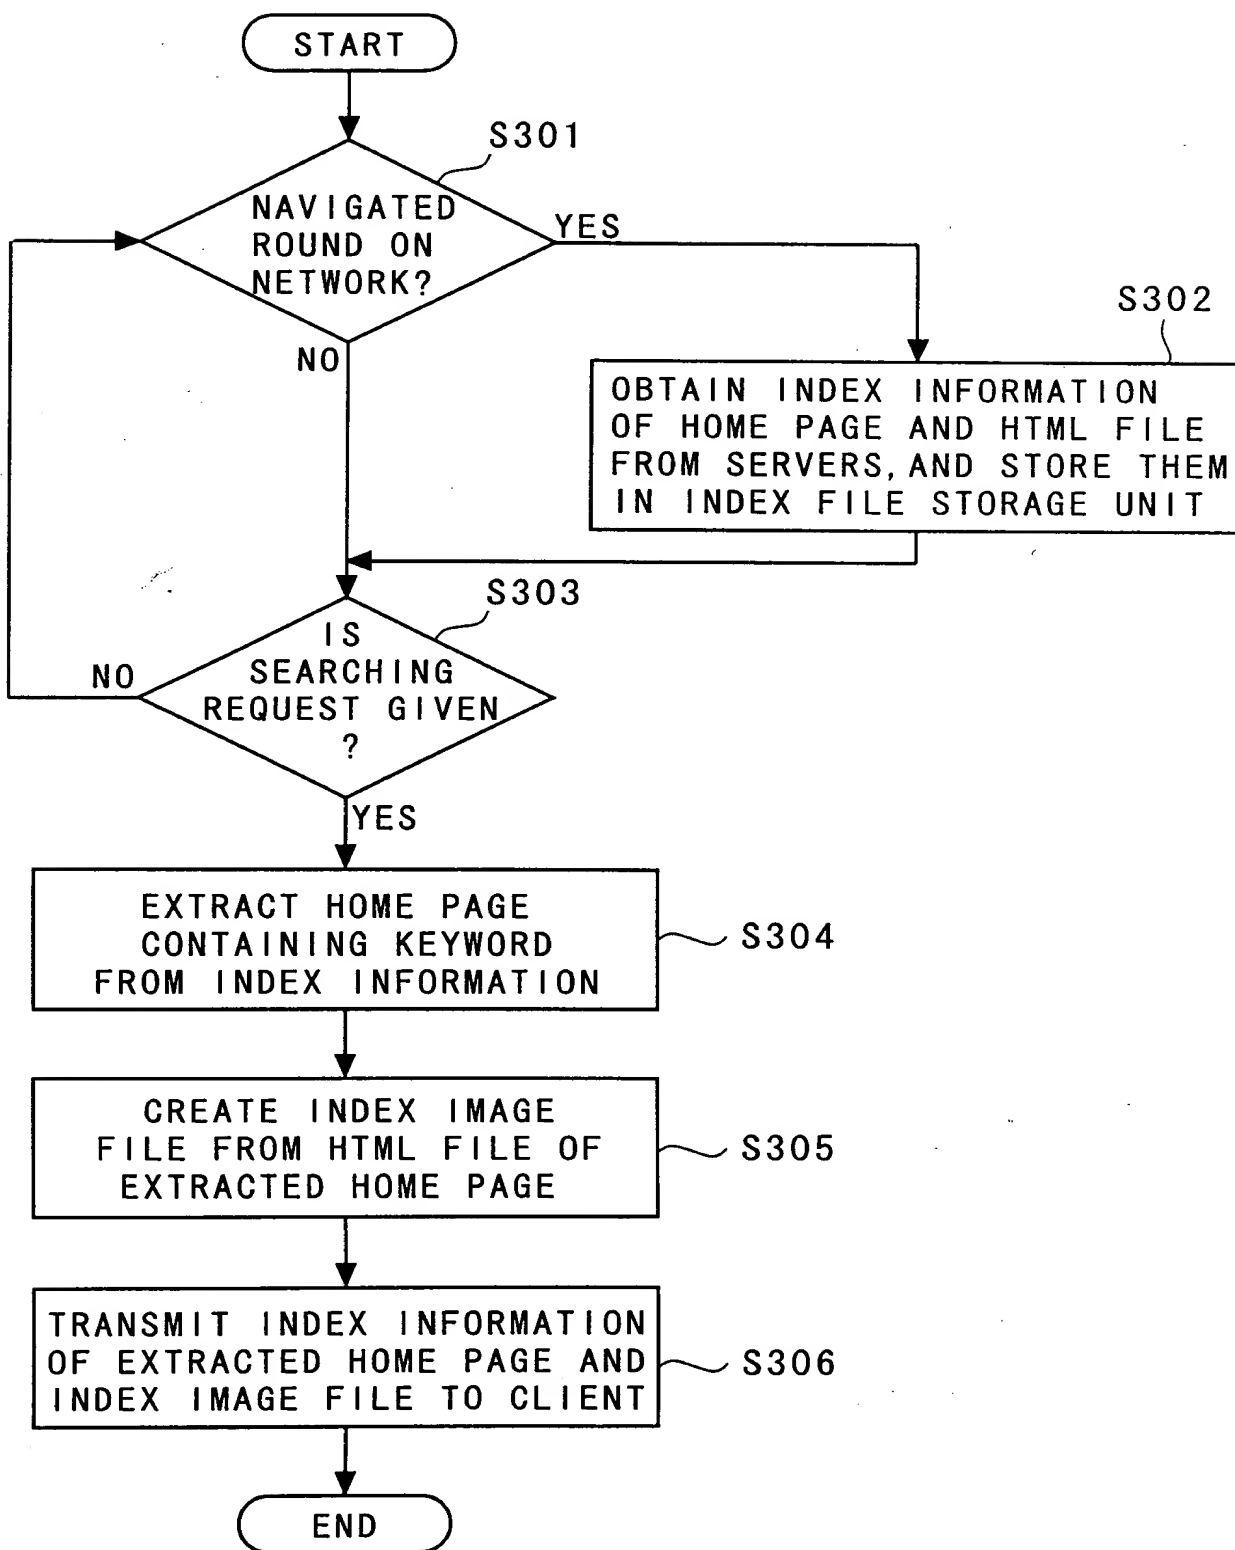 START
S301
NAVIGATED
ROUND ON
NETWORK?
YES
NO
S302
OBTAIN INDEX INFORMATION
OF HOME PAGE AND HTML FILE
FROM SERVERS, AND STORE THEM
IN INDEX FILE STORAGE UNIT
S303
IS
SEARCHING
REQUEST GIVEN
?
NO
YES
EXTRACT HOME PAGE
CONTAINING KEYWORD
FROM INDEX INFORMATION
S304
CREATE INDEX IMAGE
FILE FROM HTML FILE OF
EXTRACTED HOME PAGE
S305
TRANSMIT INDEX INFORMATION
OF EXTRACTED HOME PAGE AND
INDEX IMAGE FILE TO CLIENT
S306
END